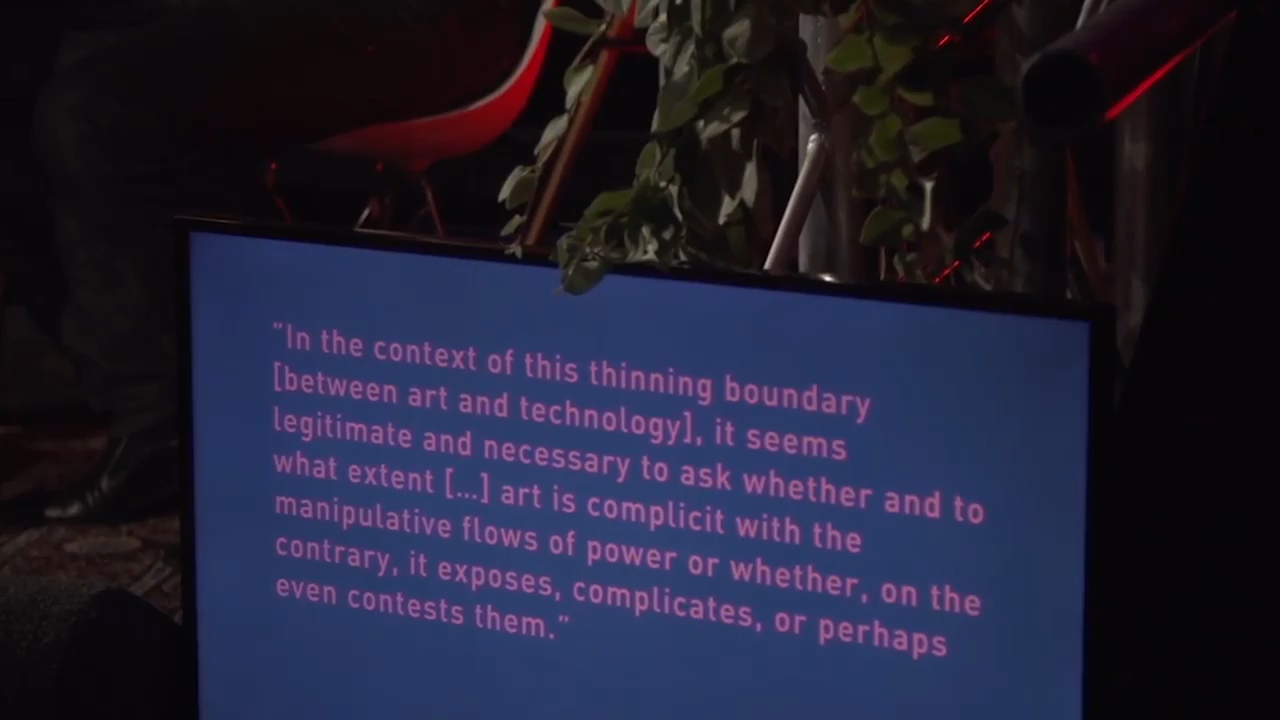 "In the context of this thinning boundary
[between art and technology], it seems
legitimate and necessary to ask whether and to
what extent [...] art is complicit with the
manipulative flows of power or whether, on the
contrary, it exposes, complicates, or perhaps
even contests them."